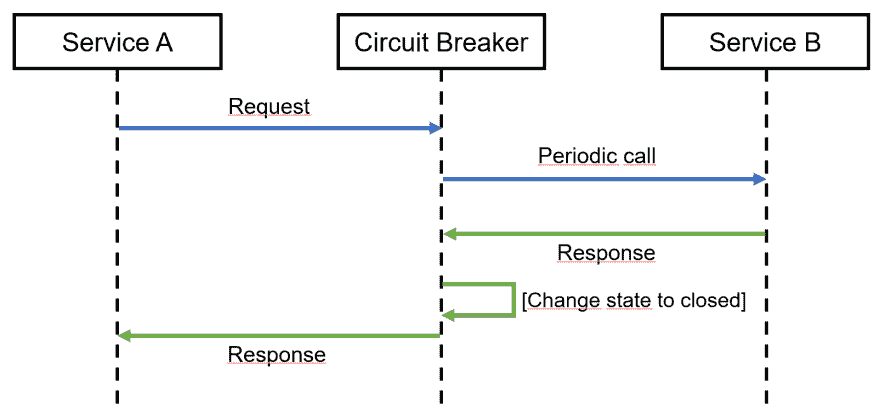 Service A
Circuit Breaker
Service B
Request
Periodic call
Response
[Change state to closed]
Response